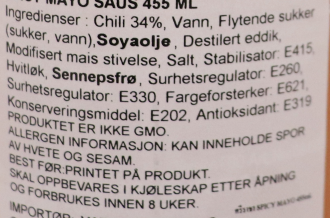 MAYO SAUS 455 ML
Ingredienser : Chili 34%, Vann, Flytende sukker
(sukker, vann),Soyaolje , Destilert eddik,
Modifisert mais stivelse, Salt, Stabilisator: E415,
Hvitløk, Sennepsfrø , Surhetsregulator: E260,
Surhetsregulator: E330, Fargeforsterker: E621,
Konserveringsmiddel: E202, Antioksidant: E319
PRODUKTET ER IKKE GMO.
ALLERGEN INFORMASJON: KAN INNEHOLDE SPOR
AV HVETE OG SESAM.
BEST FØR:PRINTET PÅ PRODUKT.
SKAL OPPBEVARES I KJØLESKAP ETTER ÅPNING
OG FORBRUKES INNEN 8 UKER.
SPICY MAYO